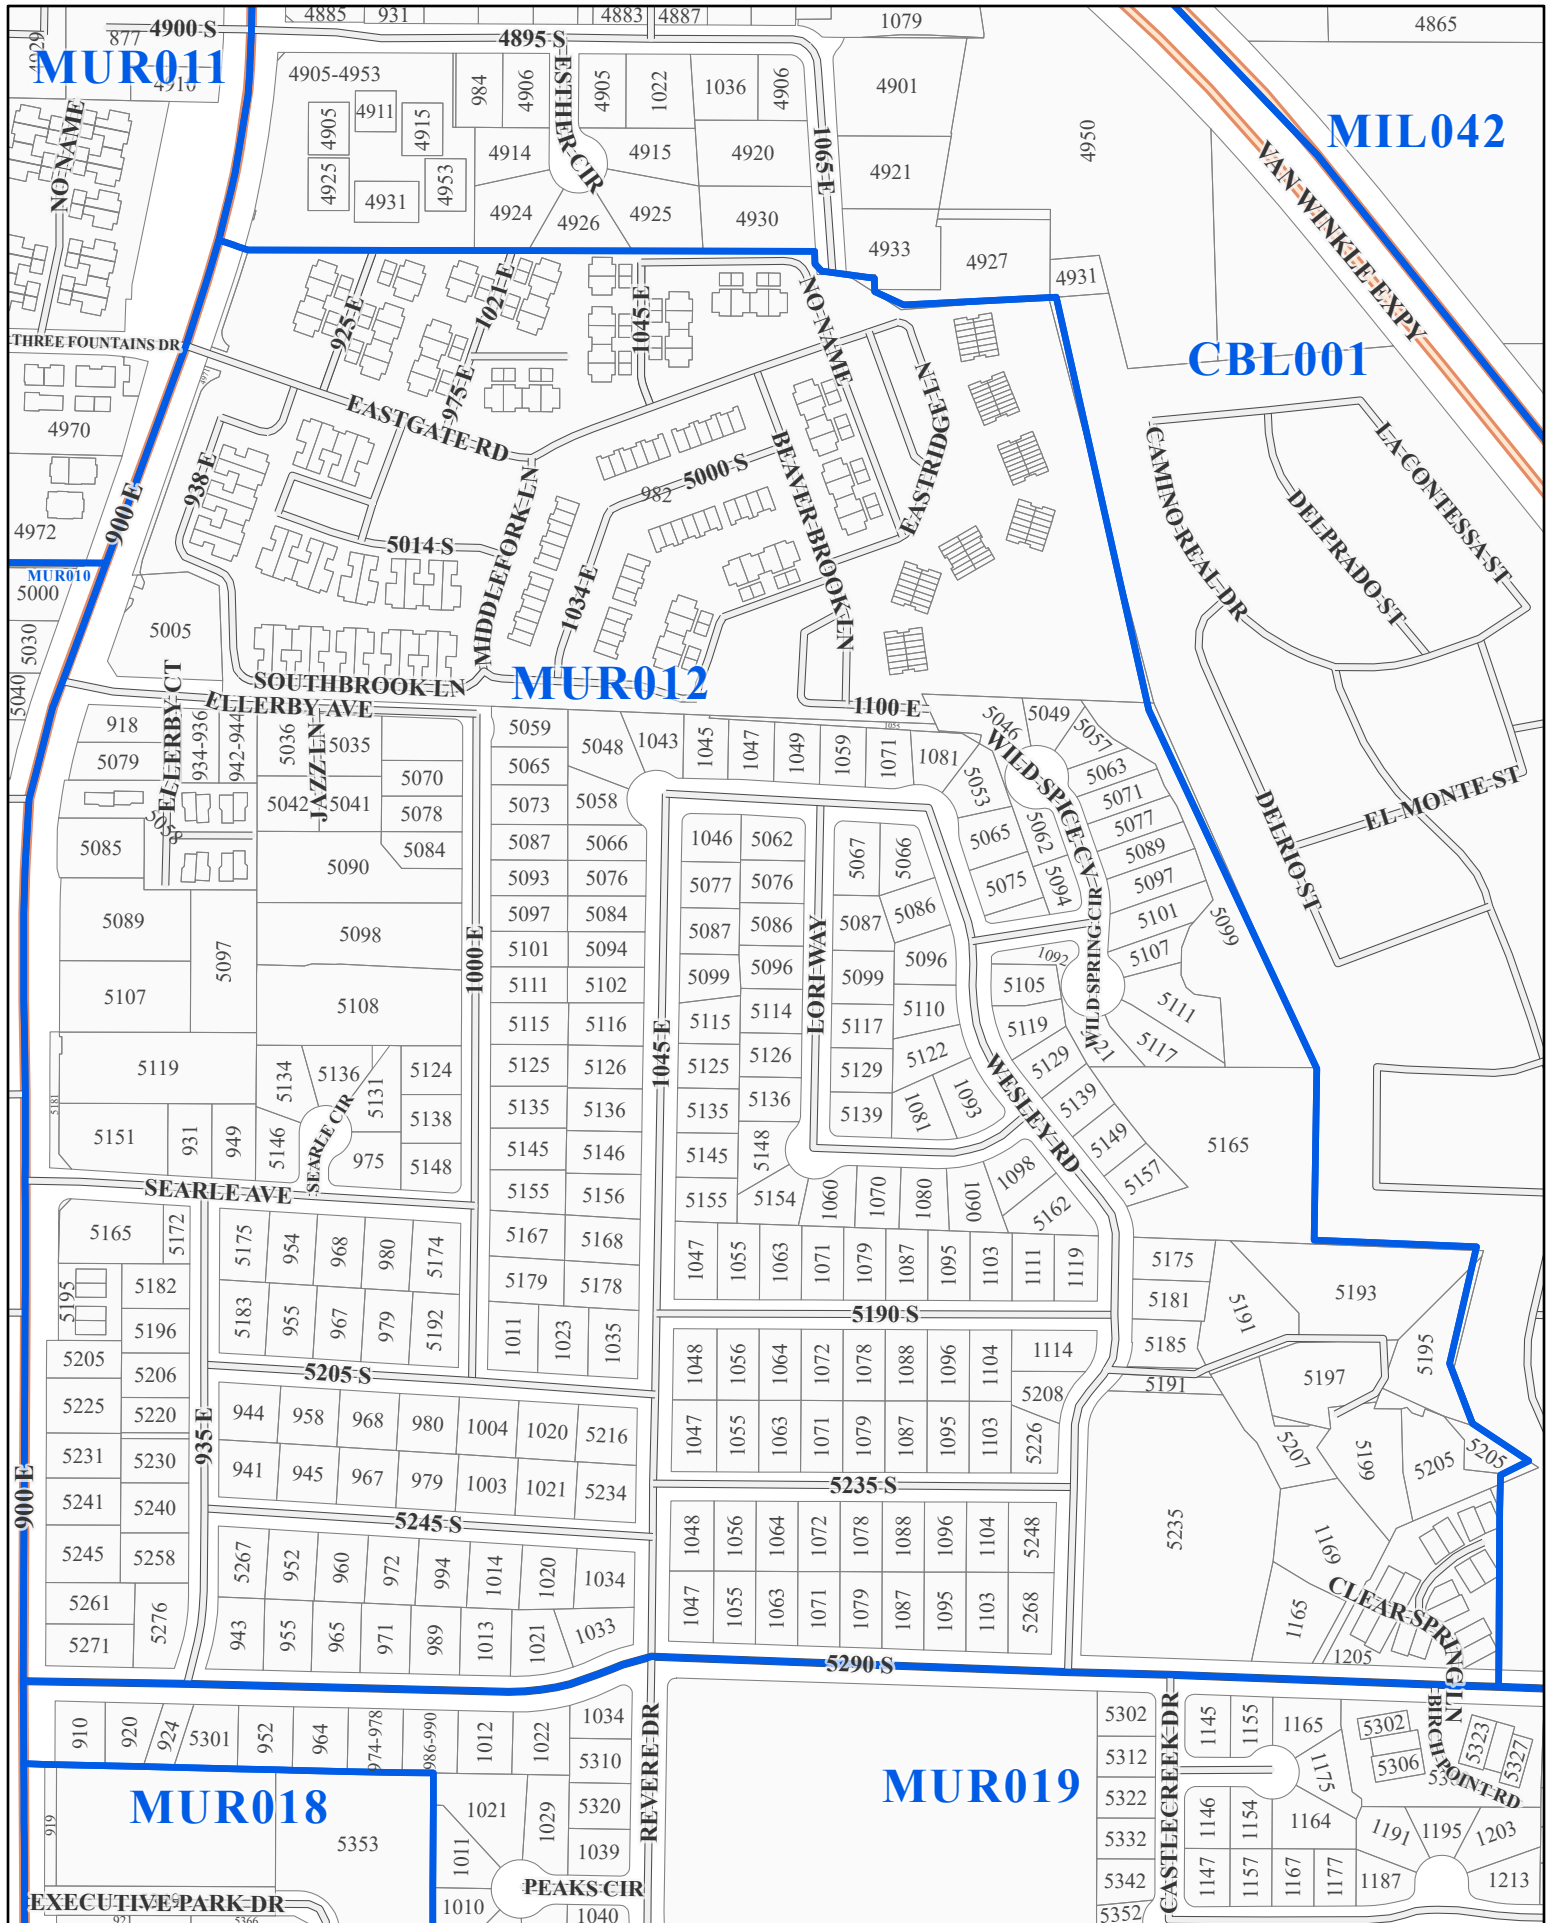 4885 931 4883 4887 1079 4865
4929 877 4900 S 4895 S
MUR011 4910 4905-4953 984 4906 ESTHER CIR 4905 1022 1036 4906 4901
NO NAME 4905 4911 4915 4914 4915 4920 1065 E 4921 4950 MIL042
4925 4931 4953 4924 4926 4925 4930 VAN WINKLE EXPY
4933 4927 4931
925 E 1021 E 1045 E NO NAME
THREE FOUNTAINS DR 975 E EASTRIDGE LN CBL001
4971
4970 EASTGATE RD
938 E 5000 S 982 BEAVER BROOK LN CAMINO REAL DR LA CONTESSA ST
4972 900 E MIDDLEFORK LN DEL PRADO ST
5014 S
MUR010
5000 1034 E
5030 5005
5040 ELLERBY CT SOUTHBROOK LN MUR012
ELLERBY AVE 1100 E
1055
918 934-936 942-944 5036 JAZZ LN 5035 5059 5048 1043 1045 1047 1049 1059 1071 1081 5046 5049 5057
5079 5070 5065 5053 WILD SPICE CV 5063
5042 5041 5078 5073 5058 5071
5058 5077
5085 5090 5084 5087 5066 1046 5062 5067 5066 5065 5062 5089
5093 5076 5077 5076 5075 5094 5097
5089 5097 5098 1000 E 5097 5084 5087 5086 LORI WAY 5087 5086 WILD SPRING CIR 5101 5099
5101 5094 5099 5096 5099 5096 1092 5107
5107 5108 5111 5102 5105 5111
5115 5116 1045 E 5115 5114 5117 5110 5119 5121 5117
5119 5134 5136 5131 5124 5125 5126 5125 5126 5129 5122 WESLEY RD 5129
5181 5138 5135 5136 5135 5136 5139 1081 1093 5139
5151 931 949 5146 SEARLE CIR 975 5148 5145 5146 5145 5148 5149 5165
SEARLE AVE 5155 5156 5155 5154 1060 1070 1080 1090 1098 5162 5157
5165 5172 5175 954 968 980 5174 5167 5168 1047 1055 1063 1071 1079 1087 1095 1103 1111 1119 5175
DEL RIO ST EL MONTE ST
5195 5182 5183 955 967 979 5192 5179 5178 5181 5191 5193
5196 1011 1023 1035 5190 S 5185 5195
5205 5206 5205 S 1048 1056 1064 1072 1078 1088 1096 1104 1114 5197
5225 5220 935 E 944 958 968 980 1004 1020 5216 5208 5191
5231 5230 941 945 967 979 1003 1021 5234 1047 1055 1063 1071 1079 1087 1095 1103 5226 5207 5199 5205 5205
900 E 5241 5240 5245 S 5235 S
5245 5258 5267 952 960 972 994 1014 1020 1034 1048 1056 1064 1072 1078 1088 1096 1104 5248 5235 1169
5261 5276 943 955 965 971 989 1013 1021 1033 1047 1055 1063 1071 1079 1087 1095 1103 5268 1165 CLEAR SPRING LN
5271 5290 S 1205
910 920 924 5301 952 964 974-978 986-990 1012 1022 1034 REVERE DR 5302 CASTLECREEK DR 1145 1155 1165 5302 BIRCH POINT RD 5323 5327
5310 5312 1175 5306
MUR018 1021 1029 5320 MUR019 5322 1146 1154 1164
919 5353 1011 1039 5332 1191 1195 1203
EXECUTIVE PARK DR 1010 PEAKS CIR 5342 1147 1157 1167 1177 1187 1213
921 5366 1040 5352